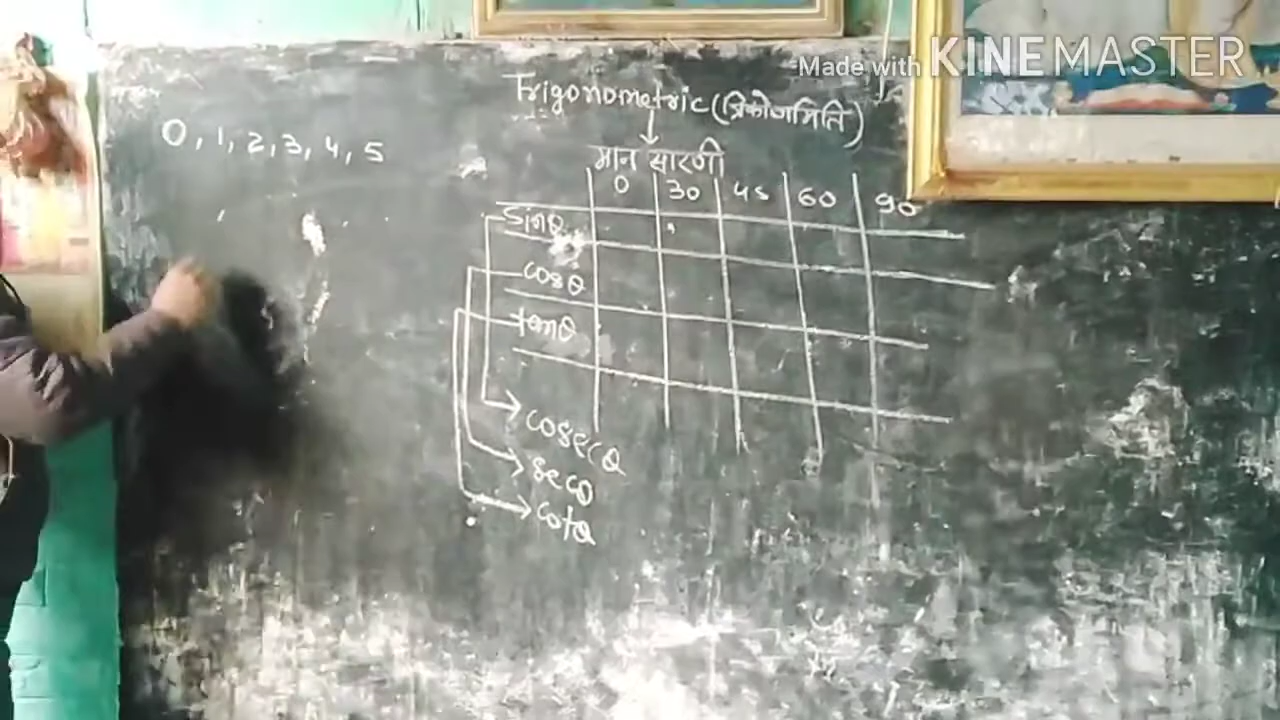 Made with KINEMASTER
Trigonometric (त्रिकोणमिति)
0, 1, 2, 3, 4, 5
मान सारणी
0 30 45 60 90
Sinθ
cosθ
tanθ
cosecθ
secθ
cotθ